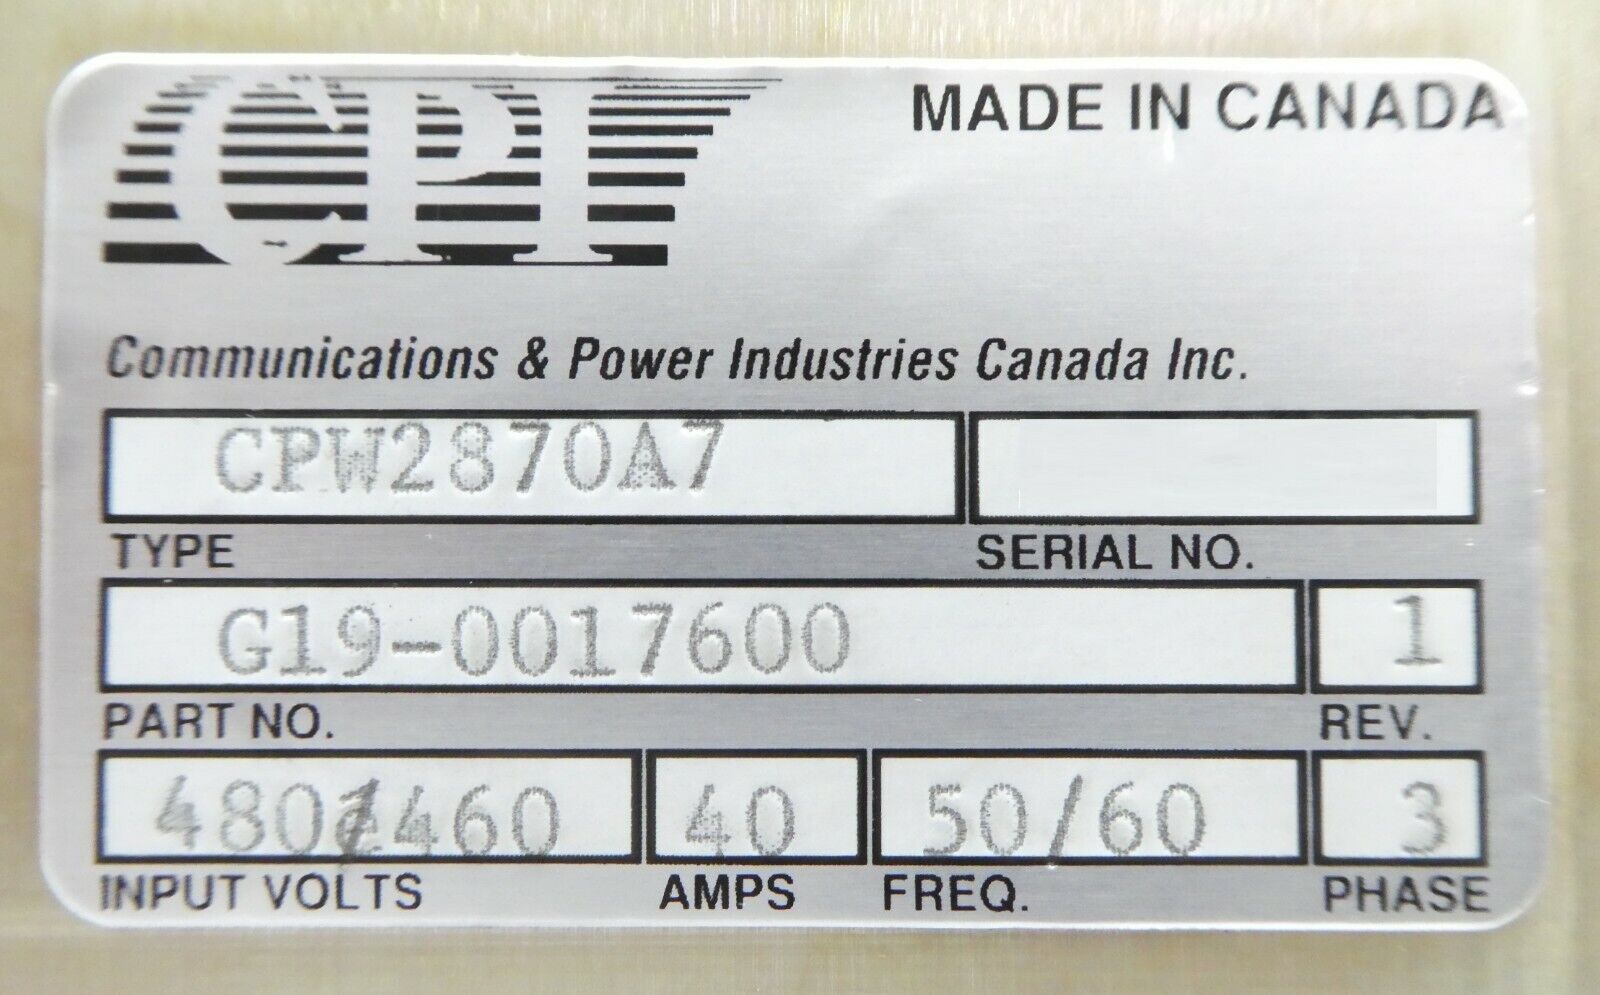 CPI MADE IN CANADA
Communications & Power Industries Canada Inc.
CPW2870A7
TYPE SERIAL NO.
G19-0017600 1
PART NO. REV.
480/460 40 50/60 3
INPUT VOLTS AMPS FREQ. PHASE